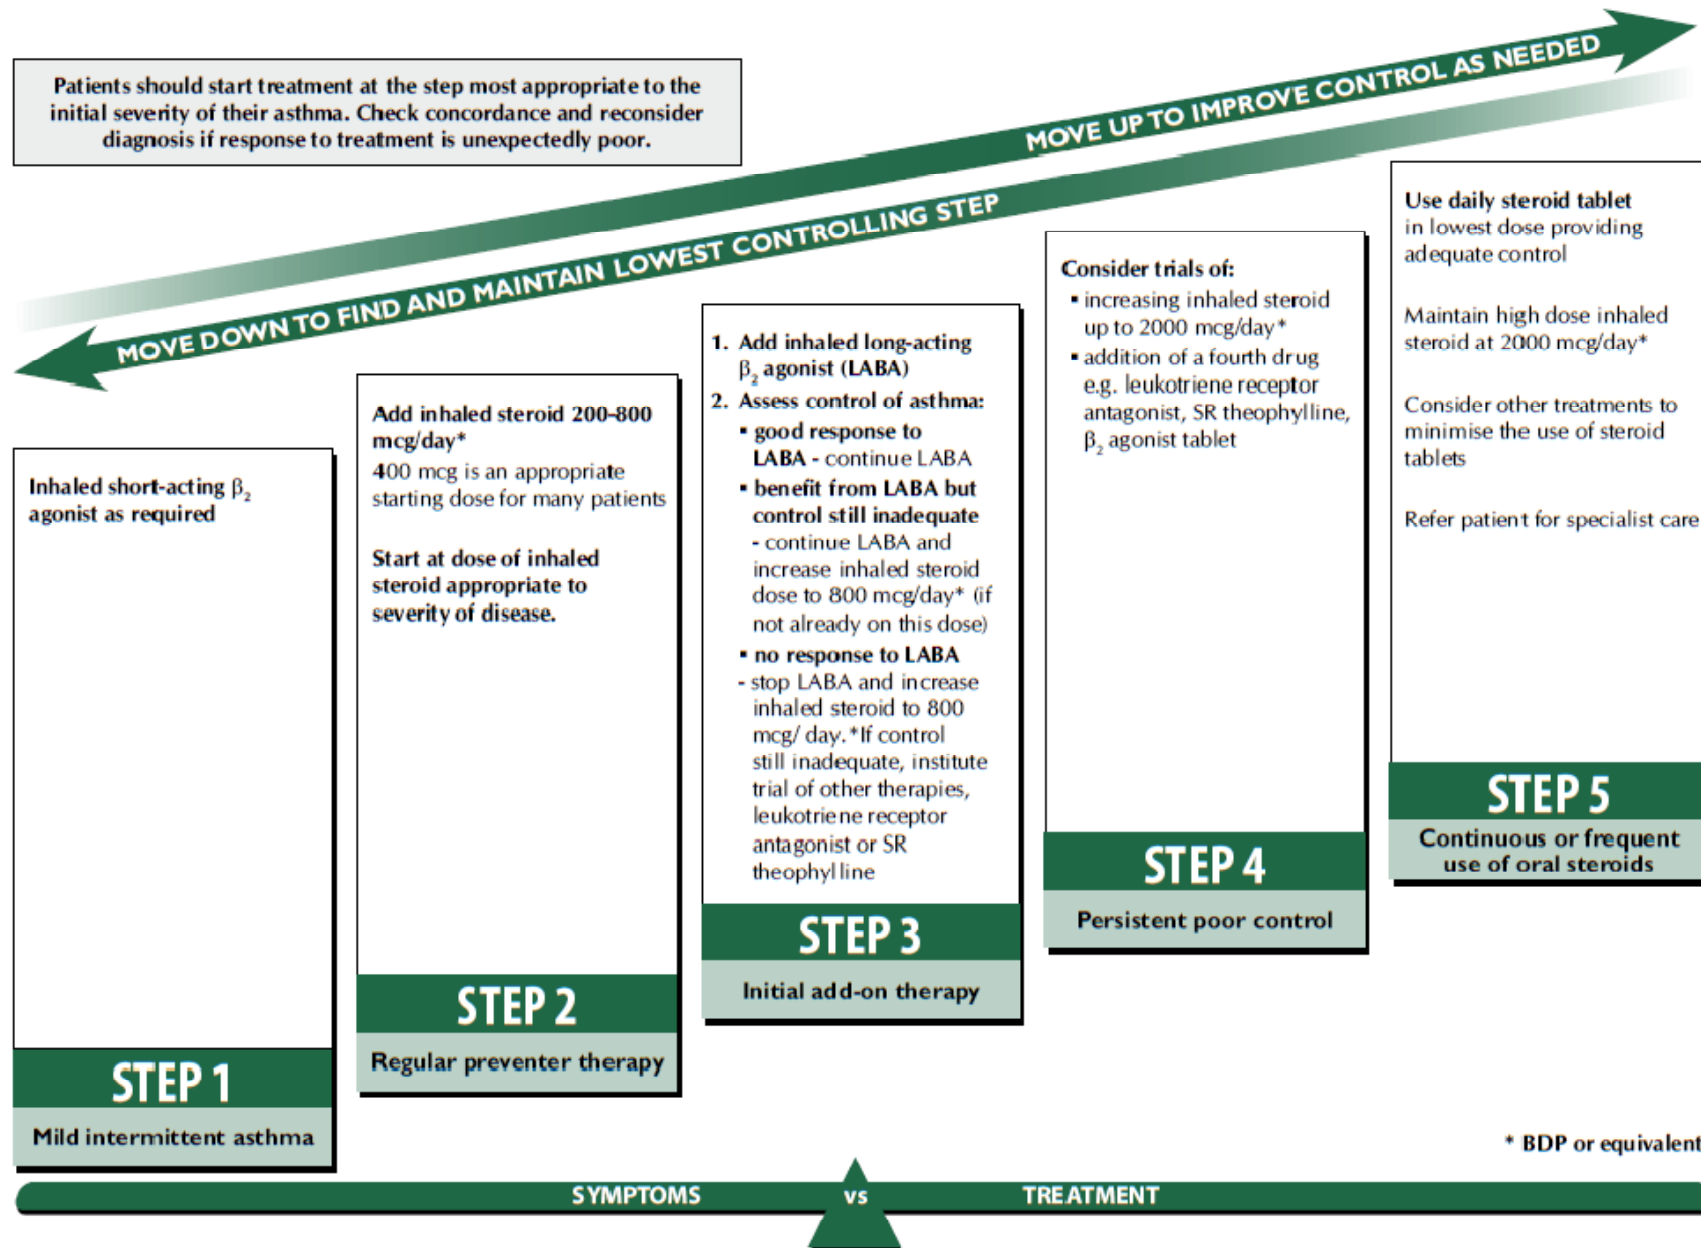 Patients should start treatment at the step most appropriate to the
initial severity of their asthma. Check concordance and reconsider
diagnosis if response to treatment is unexpectedly poor.
MOVE UP TO IMPROVE CONTROL AS NEEDED
MOVE DOWN TO FIND AND MAINTAIN LOWEST CONTROLLING STEP
Inhaled short-acting β₂
agonist as required
STEP 1
Mild intermittent asthma
Add inhaled steroid 200–800
mcg/day*
400 mcg is an appropriate
starting dose for many patients
Start at dose of inhaled
steroid appropriate to
severity of disease.
STEP 2
Regular preventer therapy
1. Add inhaled long-acting
β₂ agonist (LABA)
2. Assess control of asthma:
▪ good response to
LABA - continue LABA
▪ benefit from LABA but
control still inadequate
- continue LABA and
increase inhaled steroid
dose to 800 mcg/day* (if
not already on this dose)
▪ no response to LABA
- stop LABA and increase
inhaled steroid to 800
mcg/ day.*If control
still inadequate, institute
trial of other therapies,
leukotriene receptor
antagonist or SR
theophylline
STEP 3
Initial add-on therapy
Consider trials of:
▪ increasing inhaled steroid
up to 2000 mcg/day*
▪ addition of a fourth drug
e.g. leukotriene receptor
antagonist, SR theophylline,
β₂ agonist tablet
STEP 4
Persistent poor control
Use daily steroid tablet
in lowest dose providing
adequate control
Maintain high dose inhaled
steroid at 2000 mcg/day*
Consider other treatments to
minimise the use of steroid
tablets
Refer patient for specialist care
STEP 5
Continuous or frequent
use of oral steroids
* BDP or equivalent
SYMPTOMS vs TREATMENT